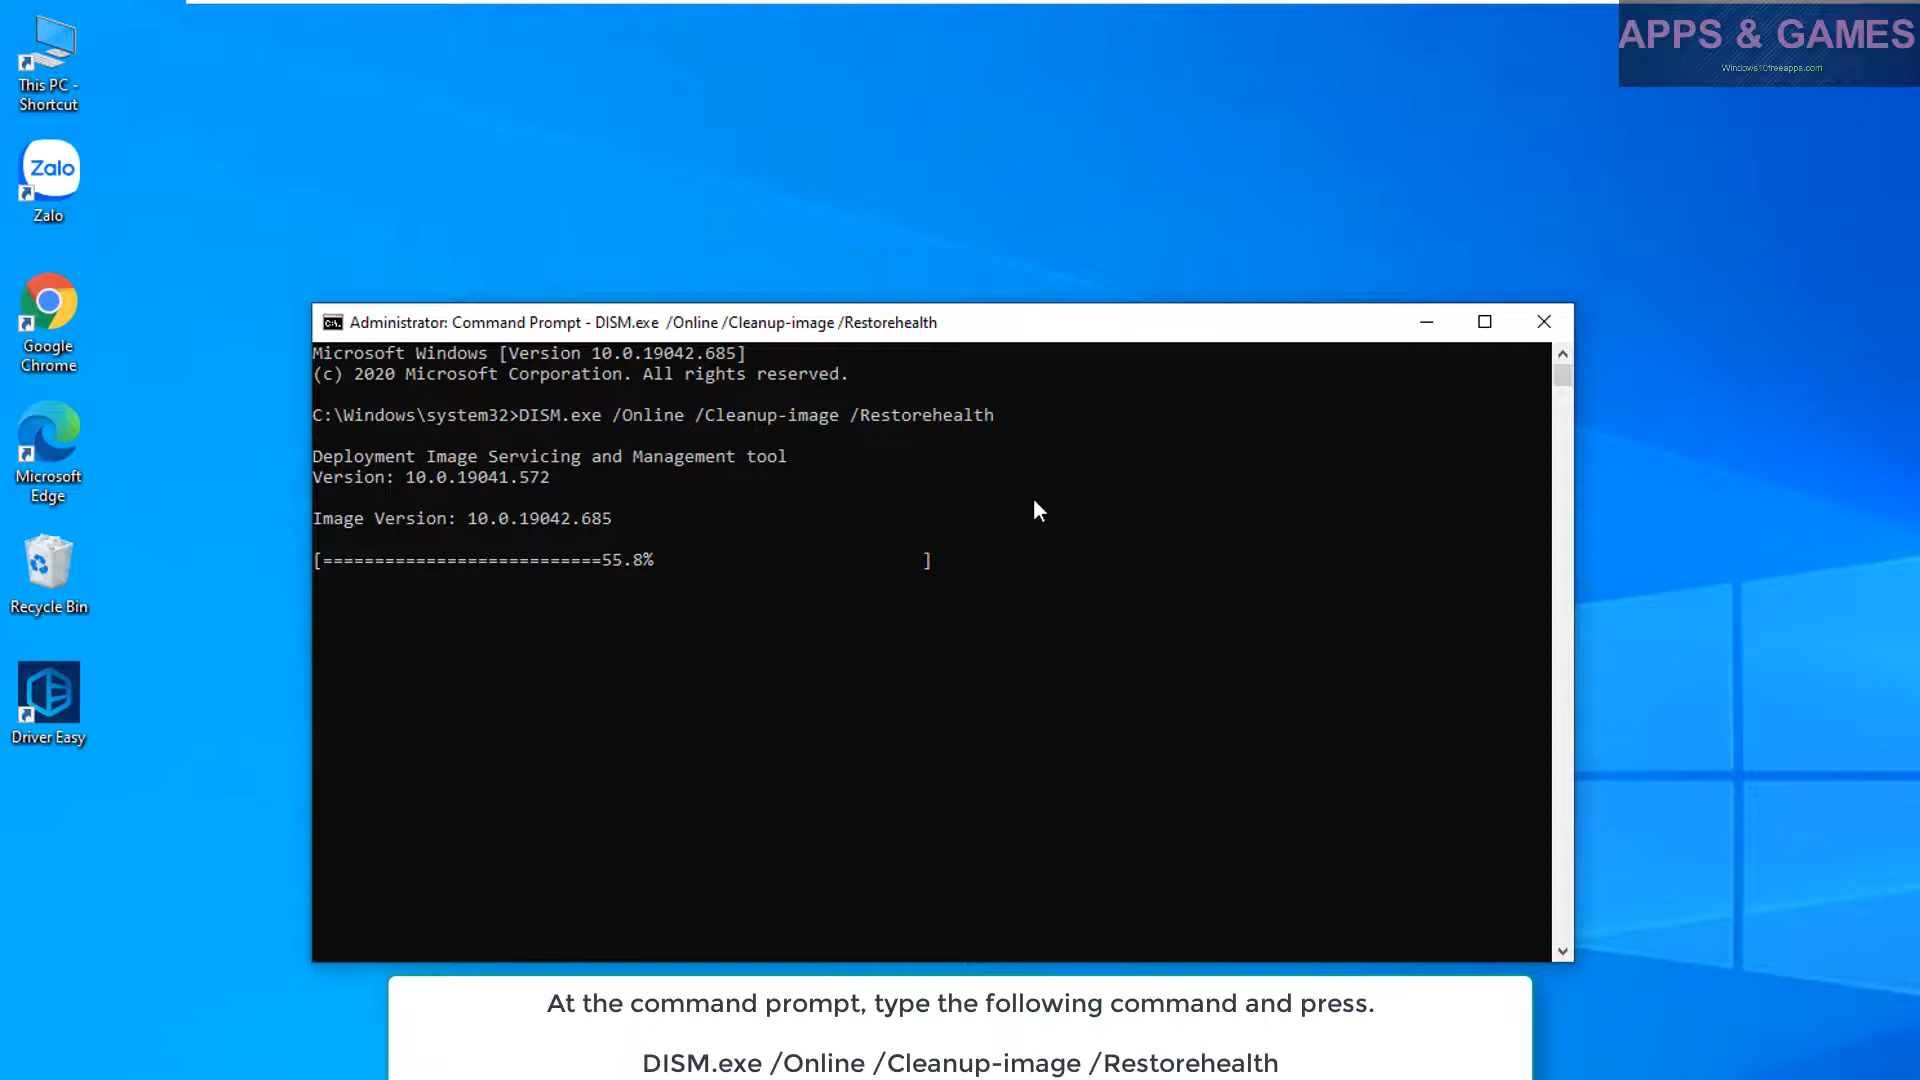 APPS & GAMES
Windows10freeapps.com
This PC -
Shortcut
Zalo
Zalo
Google
Chrome
Microsoft
Edge
Recycle Bin
Driver Easy
Administrator: Command Prompt - DISM.exe /Online /Cleanup-image /Restorehealth
Microsoft Windows [Version 10.0.19042.685]
(c) 2020 Microsoft Corporation. All rights reserved.
C:\Windows\system32>DISM.exe /Online /Cleanup-image /Restorehealth
Deployment Image Servicing and Management tool
Version: 10.0.19041.572
Image Version: 10.0.19042.685
[===========================55.8%                          ]
At the command prompt, type the following command and press.
DISM.exe /Online /Cleanup-image /Restorehealth